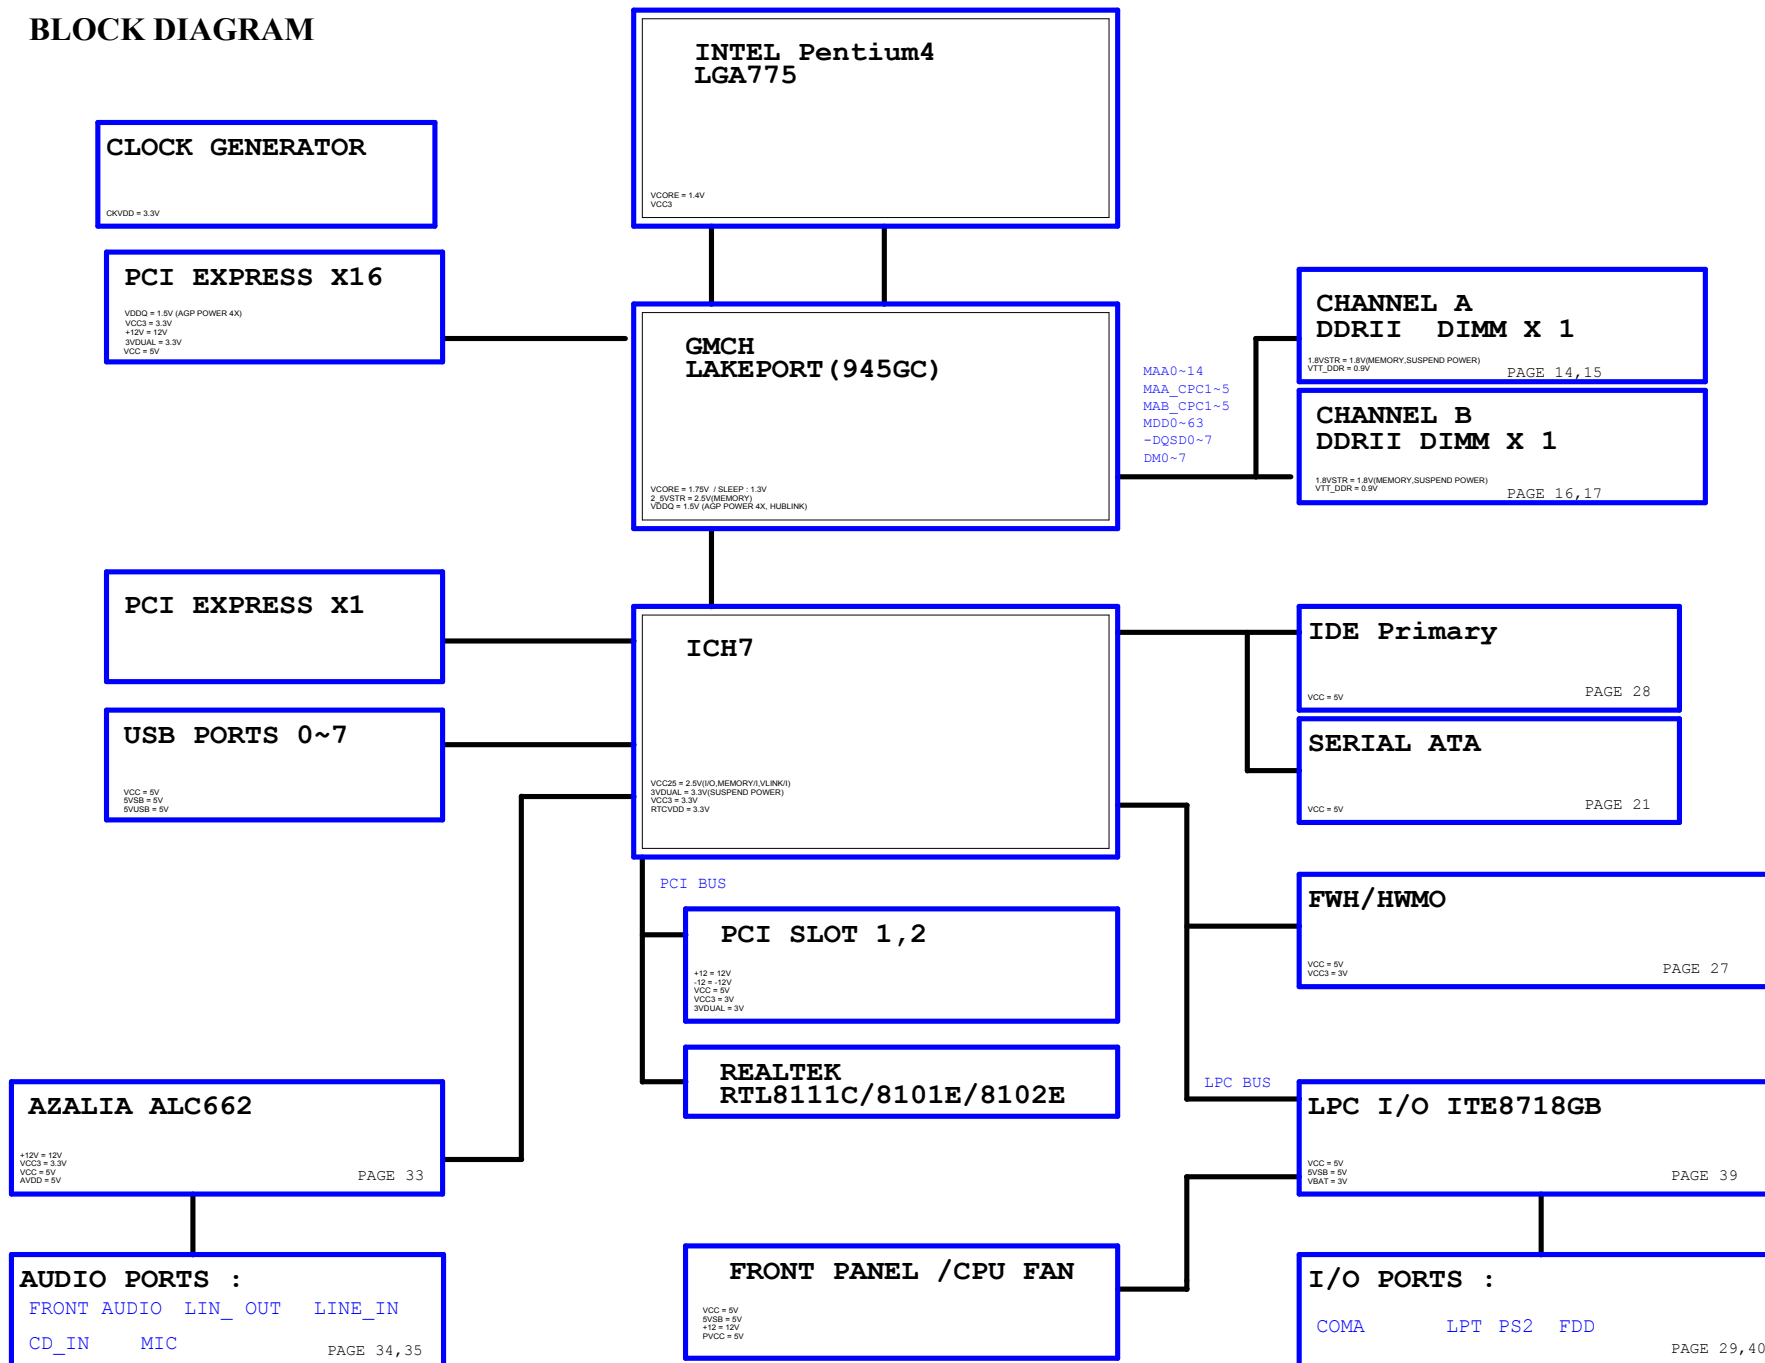 BLOCK DIAGRAM
INTEL Pentium4
LGA775
VCORE = 1.4V
VCC3
CLOCK GENERATOR
CKVDD = 3.3V
PCI EXPRESS X16
VDDQ = 1.5V (AGP POWER 4X)
VCC3 = 3.3V
+12V = 12V
3VDUAL = 3.3V
VCC = 5V
GMCH
LAKEPORT(945GC)
VCORE = 1.75V / SLEEP : 1.3V
2_5VSTR = 2.5V(MEMORY)
VDDQ = 1.5V (AGP POWER 4X, HUBLINK)
MAA0~14
MAA_CPC1~5
MAB_CPC1~5
MDD0~63
-DQSD0~7
DM0~7
CHANNEL A
DDRII DIMM X 1
1.8VSTR = 1.8V(MEMORY,SUSPEND POWER)
VTT_DDR = 0.9V
PAGE 14,15
CHANNEL B
DDRII DIMM X 1
1.8VSTR = 1.8V(MEMORY,SUSPEND POWER)
VTT_DDR = 0.9V
PAGE 16,17
PCI EXPRESS X1
USB PORTS 0~7
VCC = 5V
5VSB = 5V
5VUSB = 5V
ICH7
VCC25 = 2.5V(I/O,MEMORY/I,VLINK/I)
3VDUAL = 3.3V(SUSPEND POWER)
VCC3 = 3.3V
RTCVDD = 3.3V
IDE Primary
VCC = 5V
PAGE 28
SERIAL ATA
VCC = 5V
PAGE 21
PCI BUS
PCI SLOT 1,2
+12 = 12V
-12 = -12V
VCC = 5V
VCC3 = 3V
3VDUAL = 3V
FWH/HWMO
VCC = 5V
VCC3 = 3V
PAGE 27
REALTEK
RTL8111C/8101E/8102E
LPC BUS
AZALIA ALC662
+12V = 12V
VCC3 = 3.3V
VCC = 5V
AVDD = 5V
PAGE 33
LPC I/O ITE8718GB
VCC = 5V
5VSB = 5V
VBAT = 3V
PAGE 39
AUDIO PORTS :
FRONT AUDIO LIN_ OUT LINE_IN
CD_IN MIC
PAGE 34,35
FRONT PANEL /CPU FAN
VCC = 5V
5VSB = 5V
+12 = 12V
PVCC = 5V
I/O PORTS :
COMA LPT PS2 FDD
PAGE 29,40